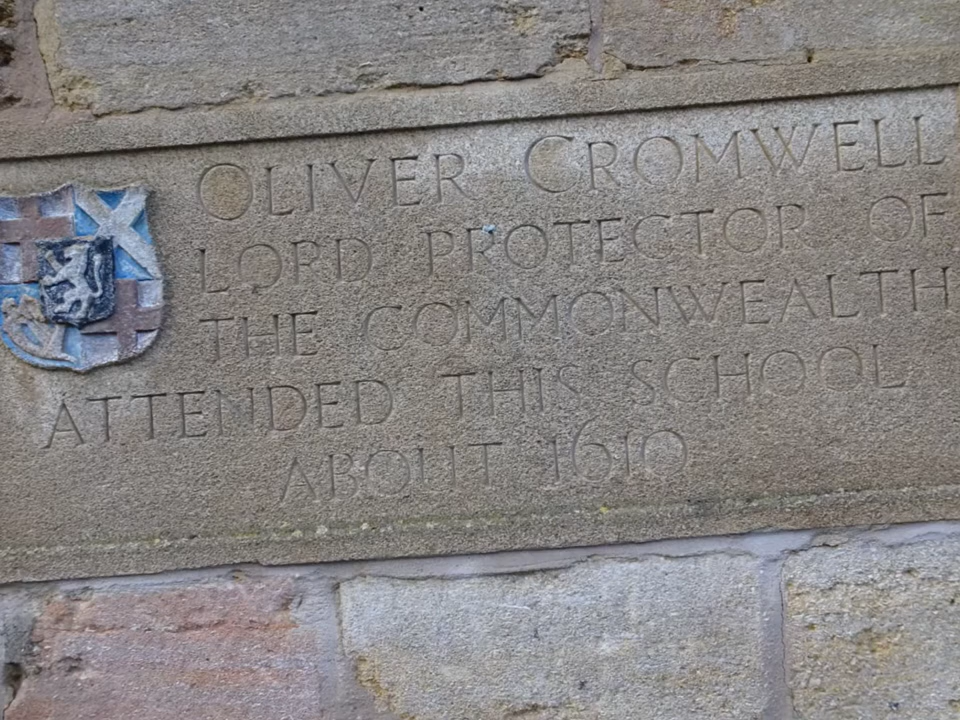 OLIVER CROMWELL
LORD PROTECTOR OF
THE COMMONWEALTH
ATTENDED THIS SCHOOL
ABOUT 1610